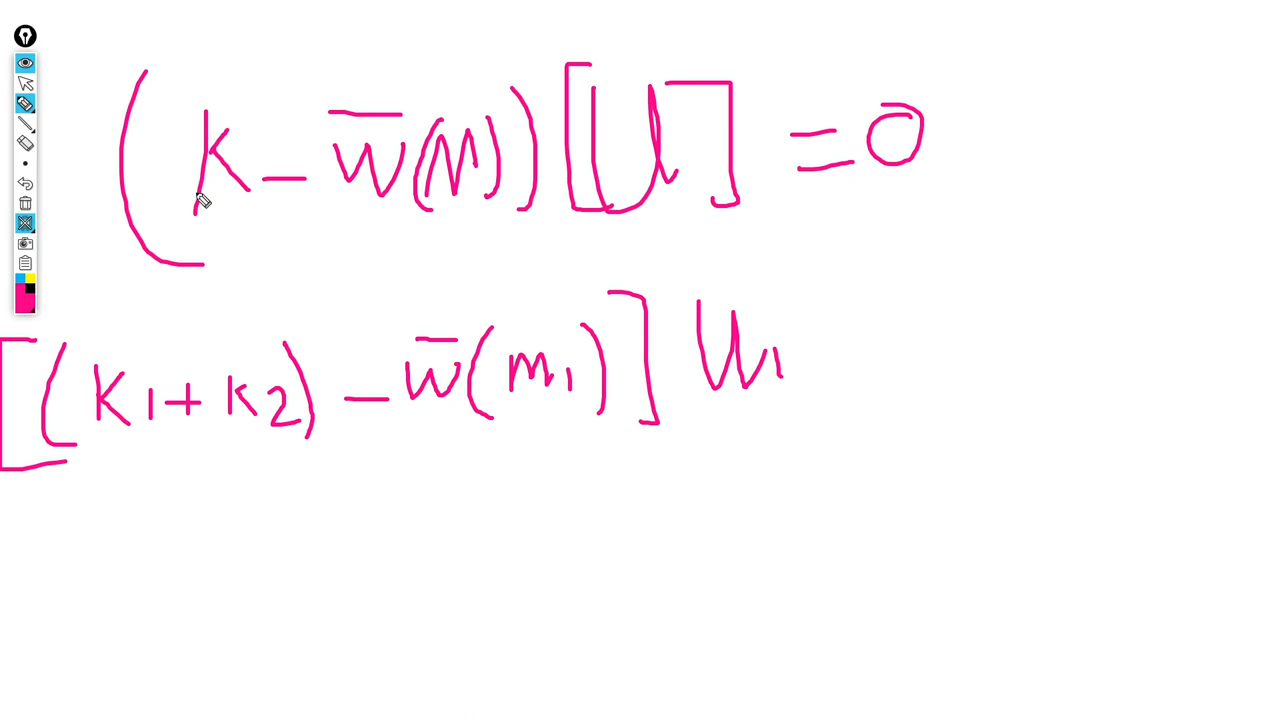 (K - w̅(M)) [U] = 0
[(K1 + K2) - w̅(m1)] U1